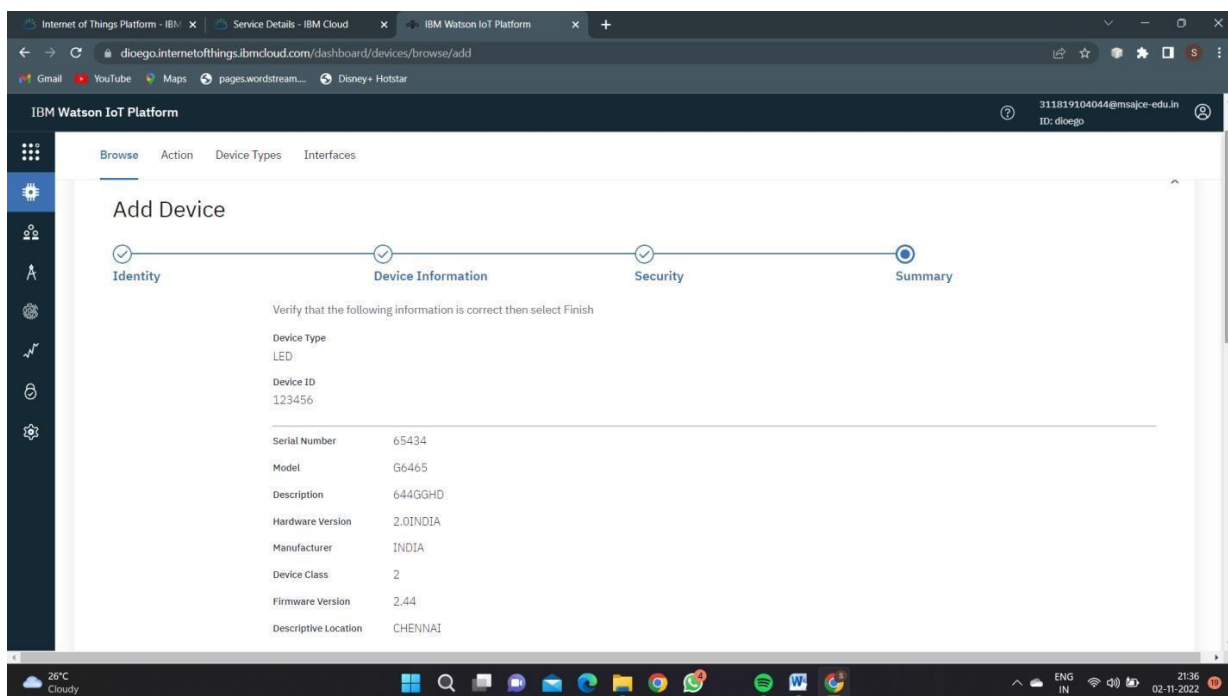 Internet of Things Platform - IBM
Service Details - IBM Cloud
IBM Watson IoT Platform
dioego.internetofthings.ibmcloud.com/dashboard/devices/browse/add
S
Gmail YouTube Maps pages.wordstream.... Disney+ Hotstar
IBM Watson IoT Platform
311819104044@msajce-edu.in
ID: dioego
Browse Action Device Types Interfaces
Add Device
Identity Device Information Security Summary
Verify that the following information is correct then select Finish
Device Type
LED
Device ID
123456
Serial Number 65434
Model G6465
Description 644GGHD
Hardware Version 2.0INDIA
Manufacturer INDIA
Device Class 2
Firmware Version 2.44
Descriptive Location CHENNAI
26°C
Cloudy
4
W
ENG
IN
21:36
02-11-2022
19